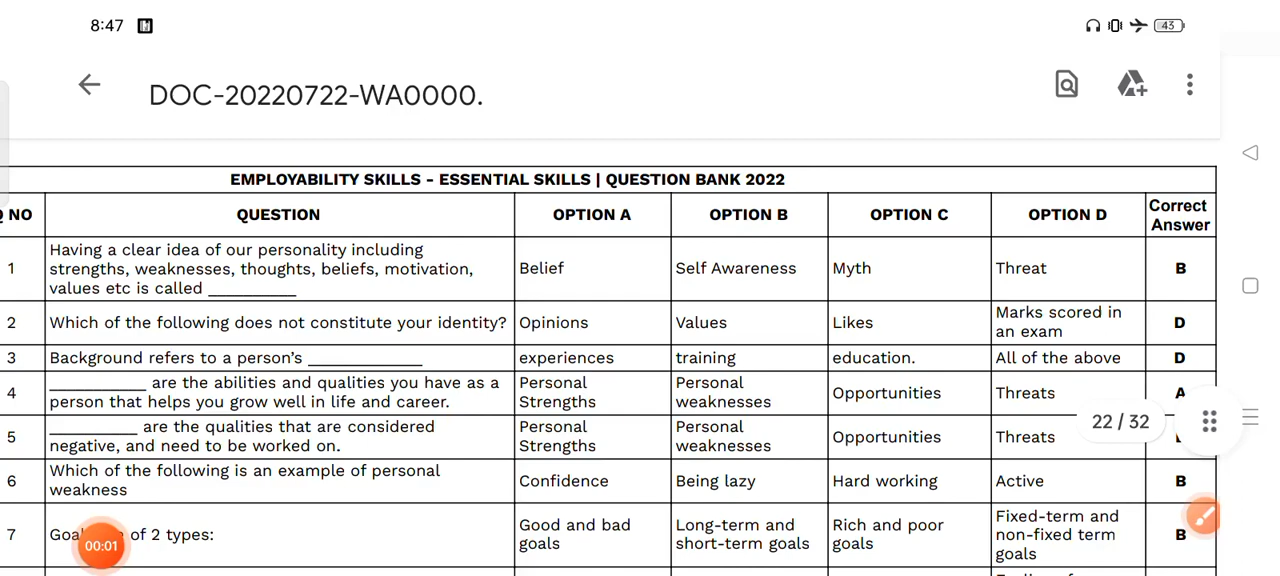 8:47
43
DOC-20220722-WA0000.
EMPLOYABILITY SKILLS - ESSENTIAL SKILLS | QUESTION BANK 2022
Q NO QUESTION OPTION A OPTION B OPTION C OPTION D Correct Answer
1 Having a clear idea of our personality including
strengths, weaknesses, thoughts, beliefs, motivation,
values etc is called __________ Belief Self Awareness Myth Threat B
2 Which of the following does not constitute your identity? Opinions Values Likes Marks scored in
an exam D
3 Background refers to a person's _____________ experiences training education. All of the above D
4 ___________ are the abilities and qualities you have as a
person that helps you grow well in life and career. Personal
Strengths Personal
weaknesses Opportunities Threats A
22 / 32
5 __________ are the qualities that are considered
negative, and need to be worked on. Personal
Strengths Personal
weaknesses Opportunities Threats
6 Which of the following is an example of personal
weakness Confidence Being lazy Hard working Active B
7 of 2 types: Good and bad
goals Long-term and
short-term goals Rich and poor
goals Fixed-term and
non-fixed term
goals B
00:01